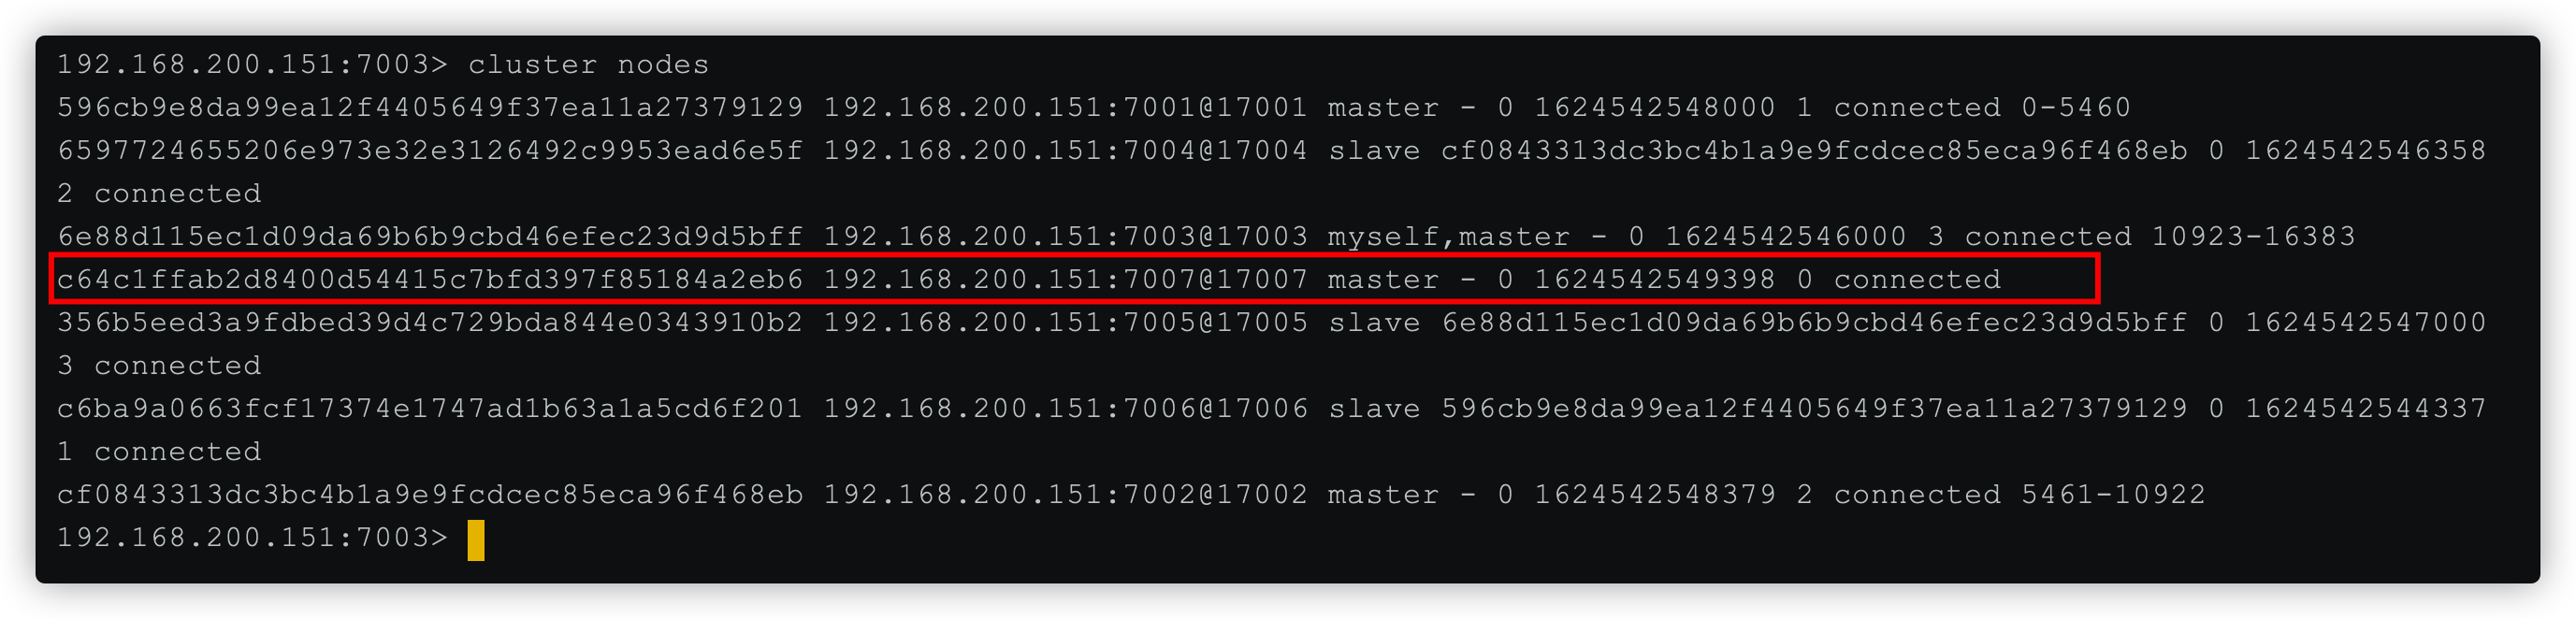 192.168.200.151:7003> cluster nodes
596cb9e8da99ea12f4405649f37ea11a27379129 192.168.200.151:7001@17001 master - 0 1624542548000 1 connected 0-5460
6597724655206e973e32e3126492c9953ead6e5f 192.168.200.151:7004@17004 slave cf0843313dc3bc4b1a9e9fcdcec85eca96f468eb 0 1624542546358
2 connected
6e88d115ec1d09da69b6b9cbd46efec23d9d5bff 192.168.200.151:7003@17003 myself,master - 0 1624542546000 3 connected 10923-16383
c64c1ffab2d8400d54415c7bfd397f85184a2eb6 192.168.200.151:7007@17007 master - 0 1624542549398 0 connected
356b5eed3a9fdbed39d4c729bda844e0343910b2 192.168.200.151:7005@17005 slave 6e88d115ec1d09da69b6b9cbd46efec23d9d5bff 0 1624542547000
3 connected
c6ba9a0663fcf17374e1747ad1b63a1a5cd6f201 192.168.200.151:7006@17006 slave 596cb9e8da99ea12f4405649f37ea11a27379129 0 1624542544337
1 connected
cf0843313dc3bc4b1a9e9fcdcec85eca96f468eb 192.168.200.151:7002@17002 master - 0 1624542548379 2 connected 5461-10922
192.168.200.151:7003>